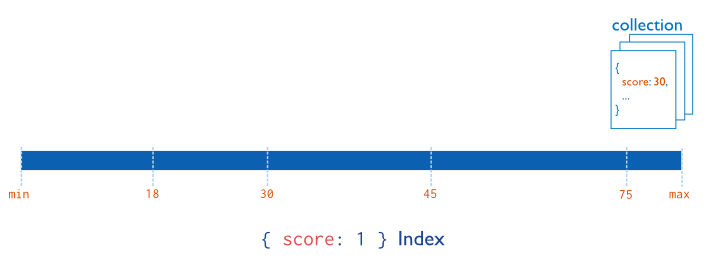 collection
{
score: 30,
...
}
min 18 30 45 75 max
{ score: 1 } Index